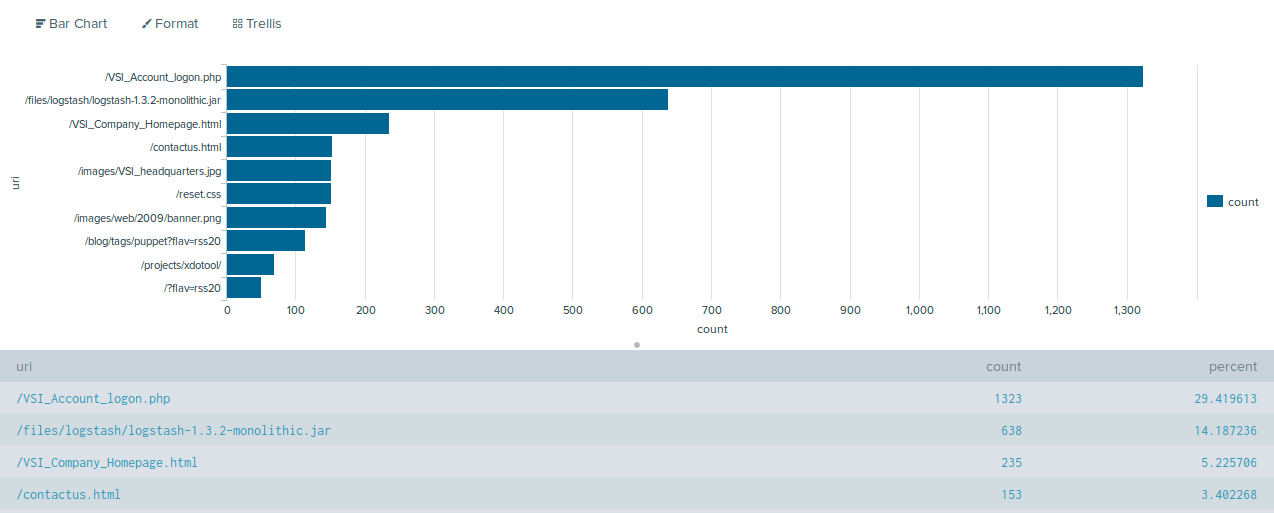 Bar Chart Format Trellis
/VSI_Account_logon.php
/files/logstash/logstash-1.3.2-monolithic.jar
/VSI_Company_Homepage.html
/contactus.html
/images/VSI_headquarters.jpg
/reset.css
/images/web/2009/banner.png
/blog/tags/puppet?flav=rss20
/projects/xdotool/
/?flav=rss20
uri
0 100 200 300 400 500 600 700 800 900 1,000 1,100 1,200 1,300
count
count
uri count percent
/VSI_Account_logon.php 1323 29.419613
/files/logstash/logstash-1.3.2-monolithic.jar 638 14.187236
/VSI_Company_Homepage.html 235 5.225706
/contactus.html 153 3.402268